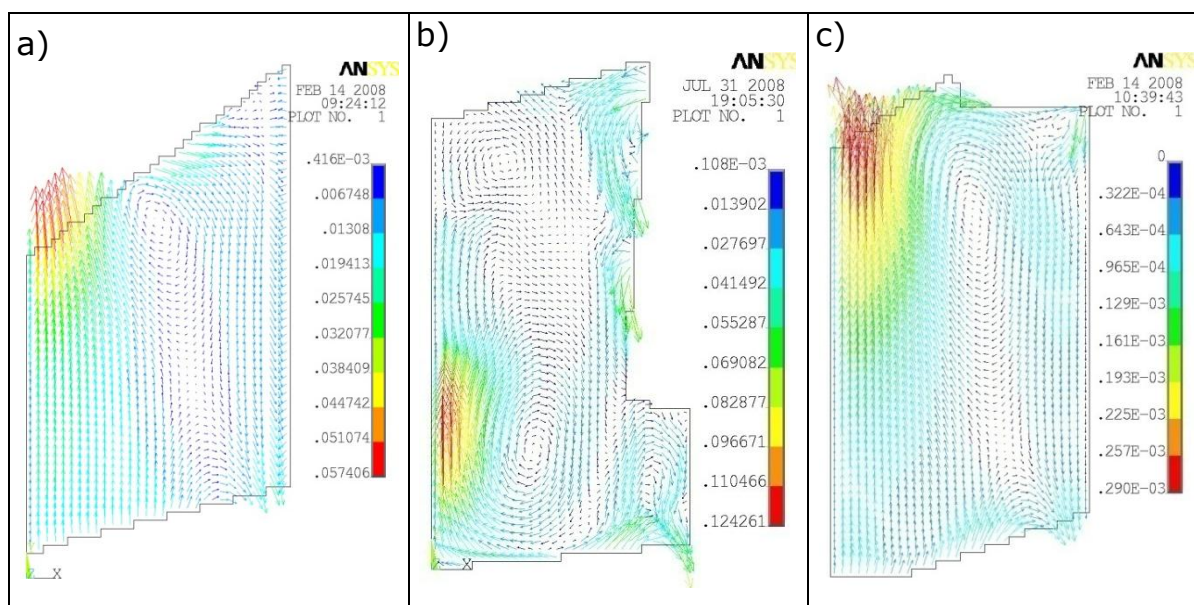 a)
ANSYS
FEB 14 2008
09:24:12
PLOT NO. 1
.416E-03
.006748
.01308
.019413
.025745
.032077
.038409
.044742
.051074
.057406
X
b)
ANSYS
JUL 31 2008
19:05:30
PLOT NO. 1
.108E-03
.013902
.027697
.041492
.055287
.069082
.082877
.096671
.110466
.124261
X
c)
ANSYS
FEB 14 2008
10:39:43
PLOT NO. 1
0
.322E-04
.643E-04
.965E-04
.129E-03
.161E-03
.193E-03
.225E-03
.257E-03
.290E-03